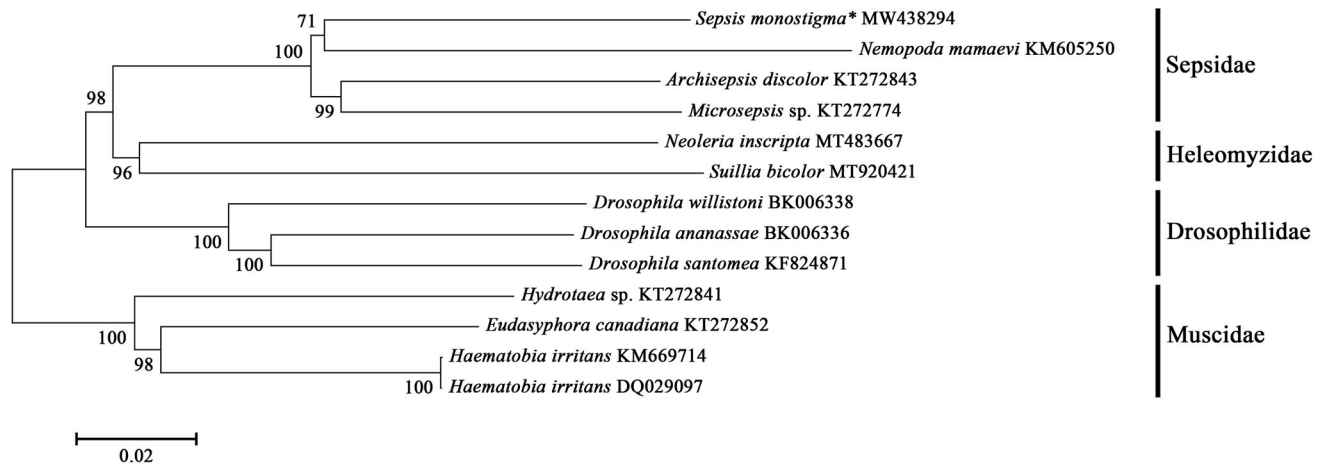 71
Sepsis monostigma* MW438294
100
Nemopoda mamaevi KM605250
Sepsidae
Archisepsis discolor KT272843
98
99
Microsepsis sp. KT272774
Neoleria inscripta MT483667
Heleomyzidae
96
Suillia bicolor MT920421
Drosophila willistoni BK006338
100
Drosophila ananassae BK006336
Drosophilidae
100
Drosophila santomea KF824871
Hydrotaea sp. KT272841
100
Eudasyphora canadiana KT272852
Muscidae
98
Haematobia irritans KM669714
100
Haematobia irritans DQ029097
0.02